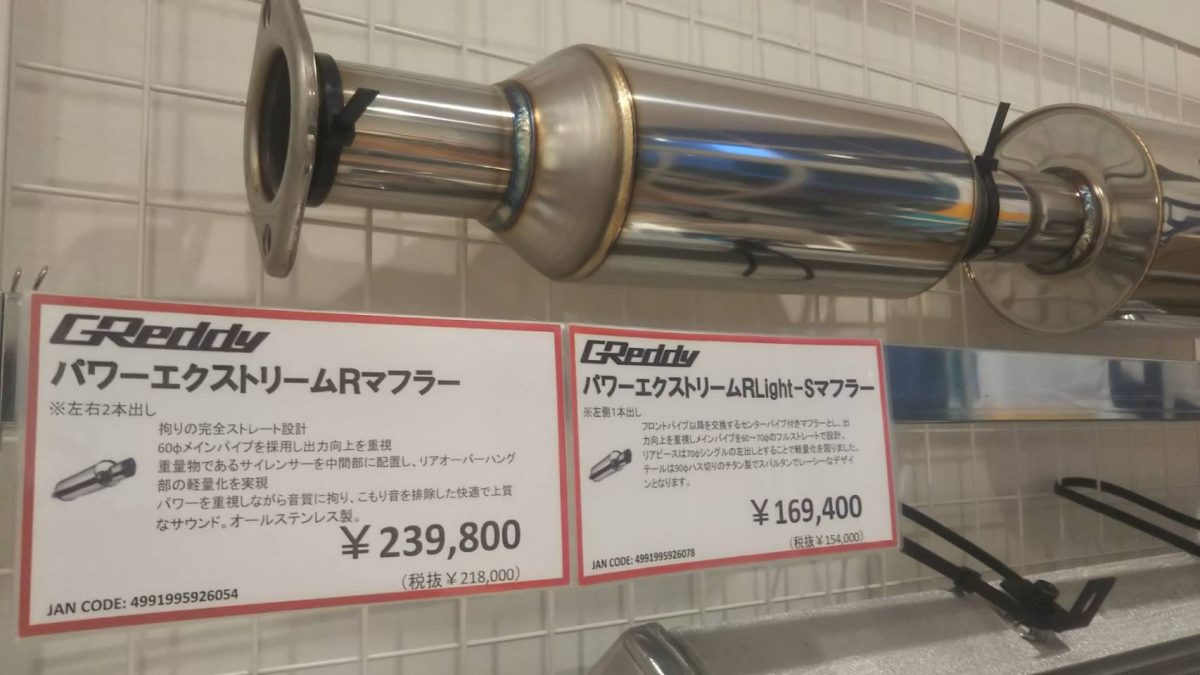 GReddy
パワーエクストリームRマフラー
※左右2本出し
拘りの完全ストレート設計
60φメインパイプを採用し出力向上を重視
重量物であるサイレンサーを中間部に配置し、リアオーバーハング
部の軽量化を実現
パワーを重視しながら音質に拘り、こもり音を排除した快適で上質
なサウンド。オールステンレス製。
￥239,800
(税抜￥218,000)
JAN CODE: 4991995926054
GReddy
パワーエクストリームRLight-Sマフラー
※左側1本出し
フロントパイプ以降を交換するセンターパイプ付きマフラーとし、出
力向上を重視しメインパイプを60～70φのフルストレートで設計。
リアピースは70φシングルの左出しとすることで軽量化を図りました。
テールは90φハス切りのチタン製でスパルタンでレーシーなデザイ
ンとなります。
￥169,400
(税抜￥154,000)
JAN CODE: 4991995926078